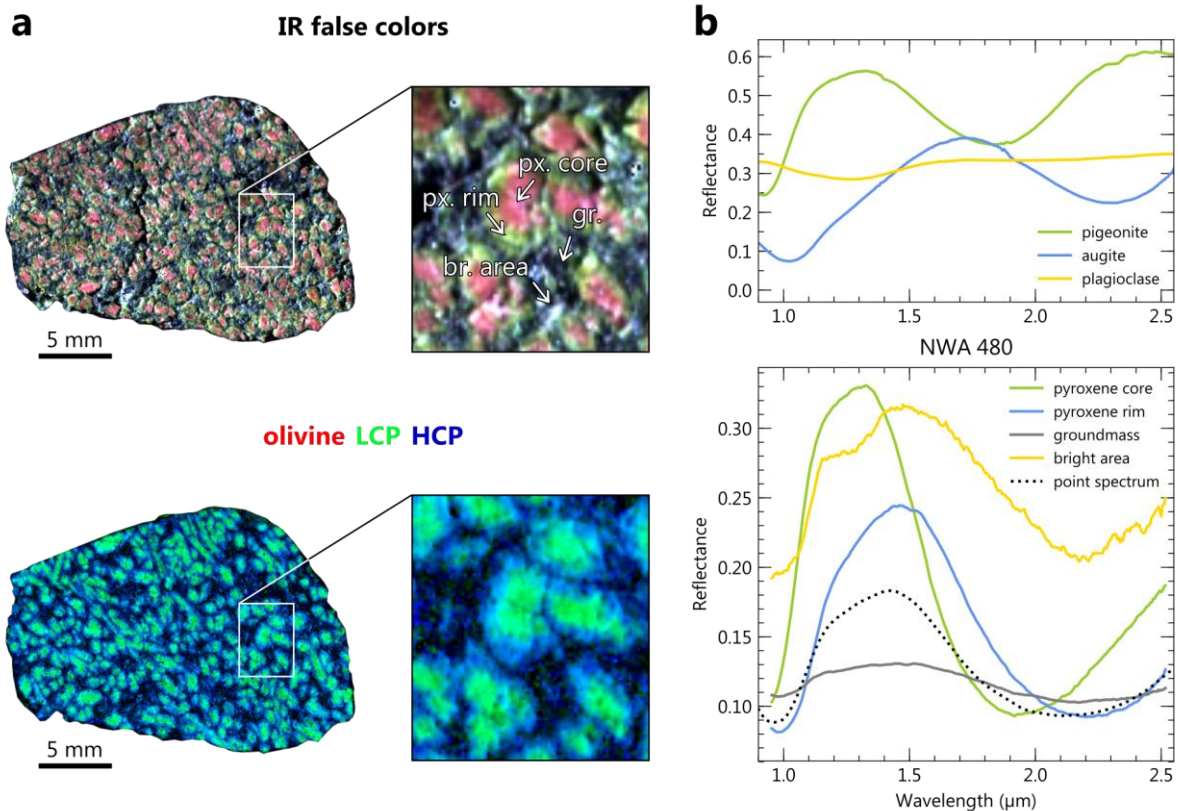 a
IR false colors
px. core
px. rim
gr.
br. area
5 mm
olivine LCP HCP
5 mm
b
0.6
0.5
0.4
0.3
0.2
0.1
0.0
Reflectance
pigeonite
augite
plagioclase
1.0 1.5 2.0 2.5
NWA 480
0.30
0.25
0.20
0.15
0.10
Reflectance
pyroxene core
pyroxene rim
groundmass
bright area
point spectrum
1.0 1.5 2.0 2.5
Wavelength (μm)